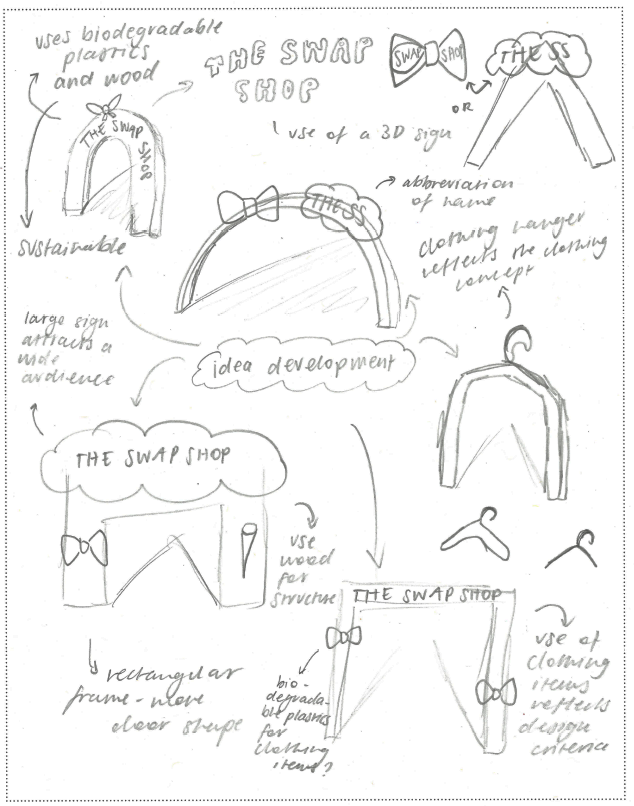 uses biodegradable
plastics
and wood
THE SWAP
SHOP
SWAP SHOP
THE SS
OR
use of a 3D sign
THE SWAP SHOP
sustainable
THE SS
abbreviation
of name
clothing hanger
reflects the clothing
concept
large sign
attracts a
wide
audience
idea development
THE SWAP SHOP
use
wood
for
structure
THE SWAP SHOP
rectangular
frame - more
door shape
bio-
degrada-
ble plastics
for
clothing
items?
use of
clothing
items
reflects
design
criteria